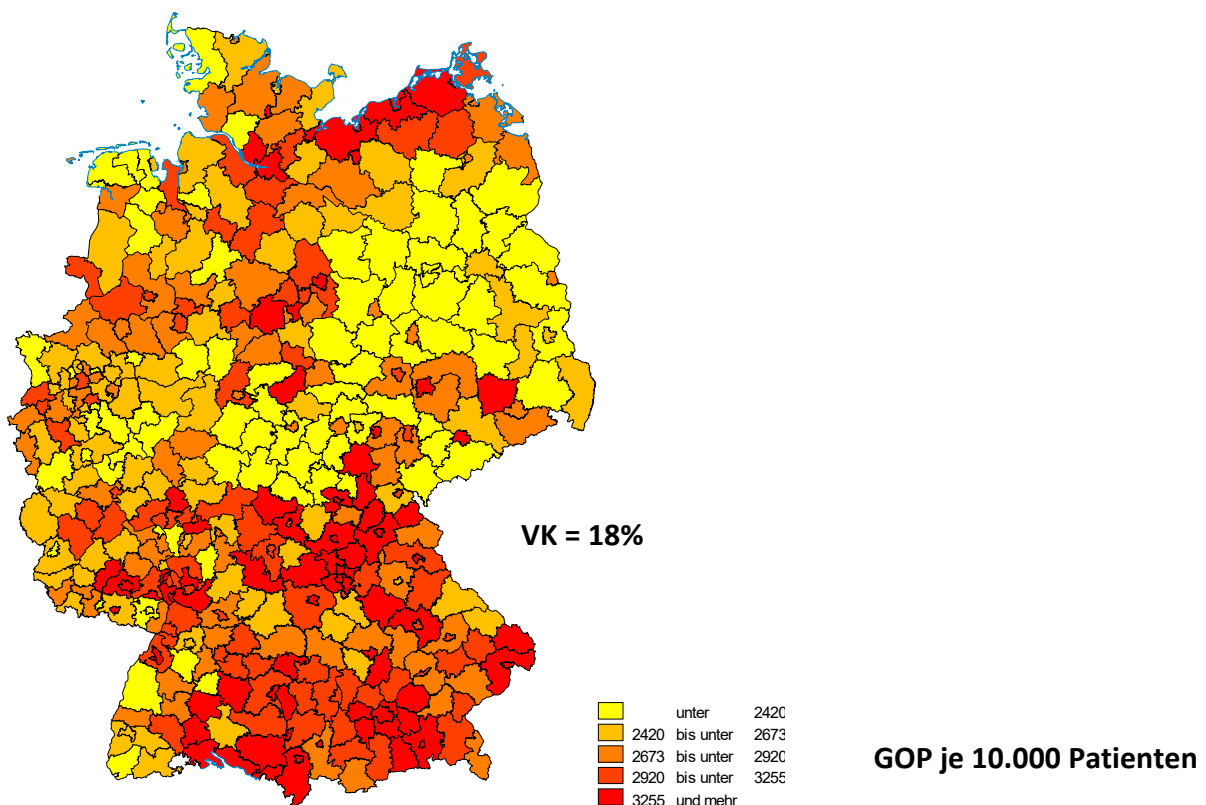 VK = 18%
unter 2420
2420 bis unter 2673
2673 bis unter 2920
2920 bis unter 3255
3255 und mehr
GOP je 10.000 Patienten